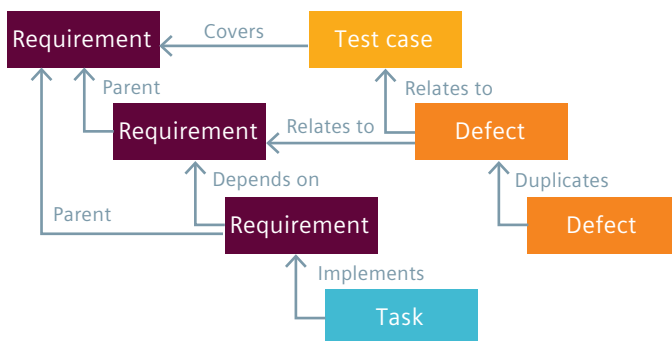 Requirement
Covers
Test case
Parent
Relates to
Requirement
Relates to
Defect
Depends on
Duplicates
Parent
Requirement
Defect
Implements
Task